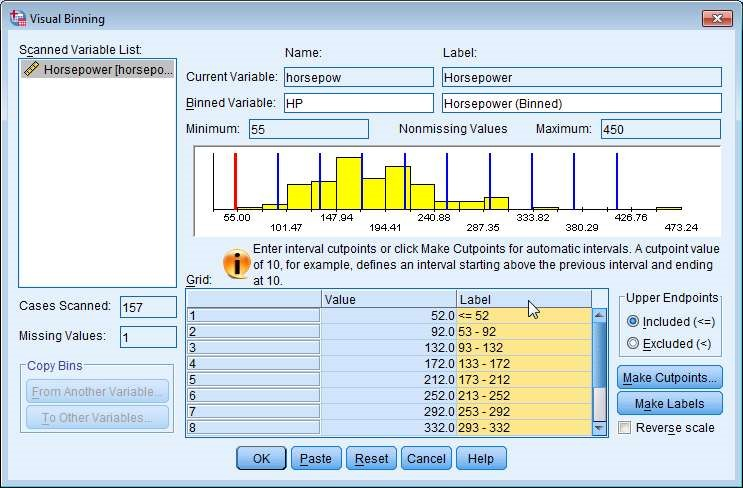 Visual Binning
Scanned Variable List:
Horsepower [horsepo...
Name:
Label:
Current Variable:
horsepow
Horsepower
Binned Variable:
HP
Horsepower (Binned)
Minimum:
55
Nonmissing Values
Maximum:
450
55.00 147.94 240.88 333.82 426.76
101.47 194.41 287.35 380.29 473.24
Enter interval cutpoints or click Make Cutpoints for automatic intervals. A cutpoint value
of 10, for example, defines an interval starting above the previous interval and ending
at 10.
Grid:
Value Label
1 52.0 <= 52
2 92.0 53 - 92
3 132.0 93 - 132
4 172.0 133 - 172
5 212.0 173 - 212
6 252.0 213 - 252
7 292.0 253 - 292
8 332.0 293 - 332
Cases Scanned:
157
Missing Values:
1
Copy Bins
From Another Variable...
To Other Variables...
Upper Endpoints
Included (<=)
Excluded (<)
Make Cutpoints...
Make Labels
Reverse scale
OK Paste Reset Cancel Help